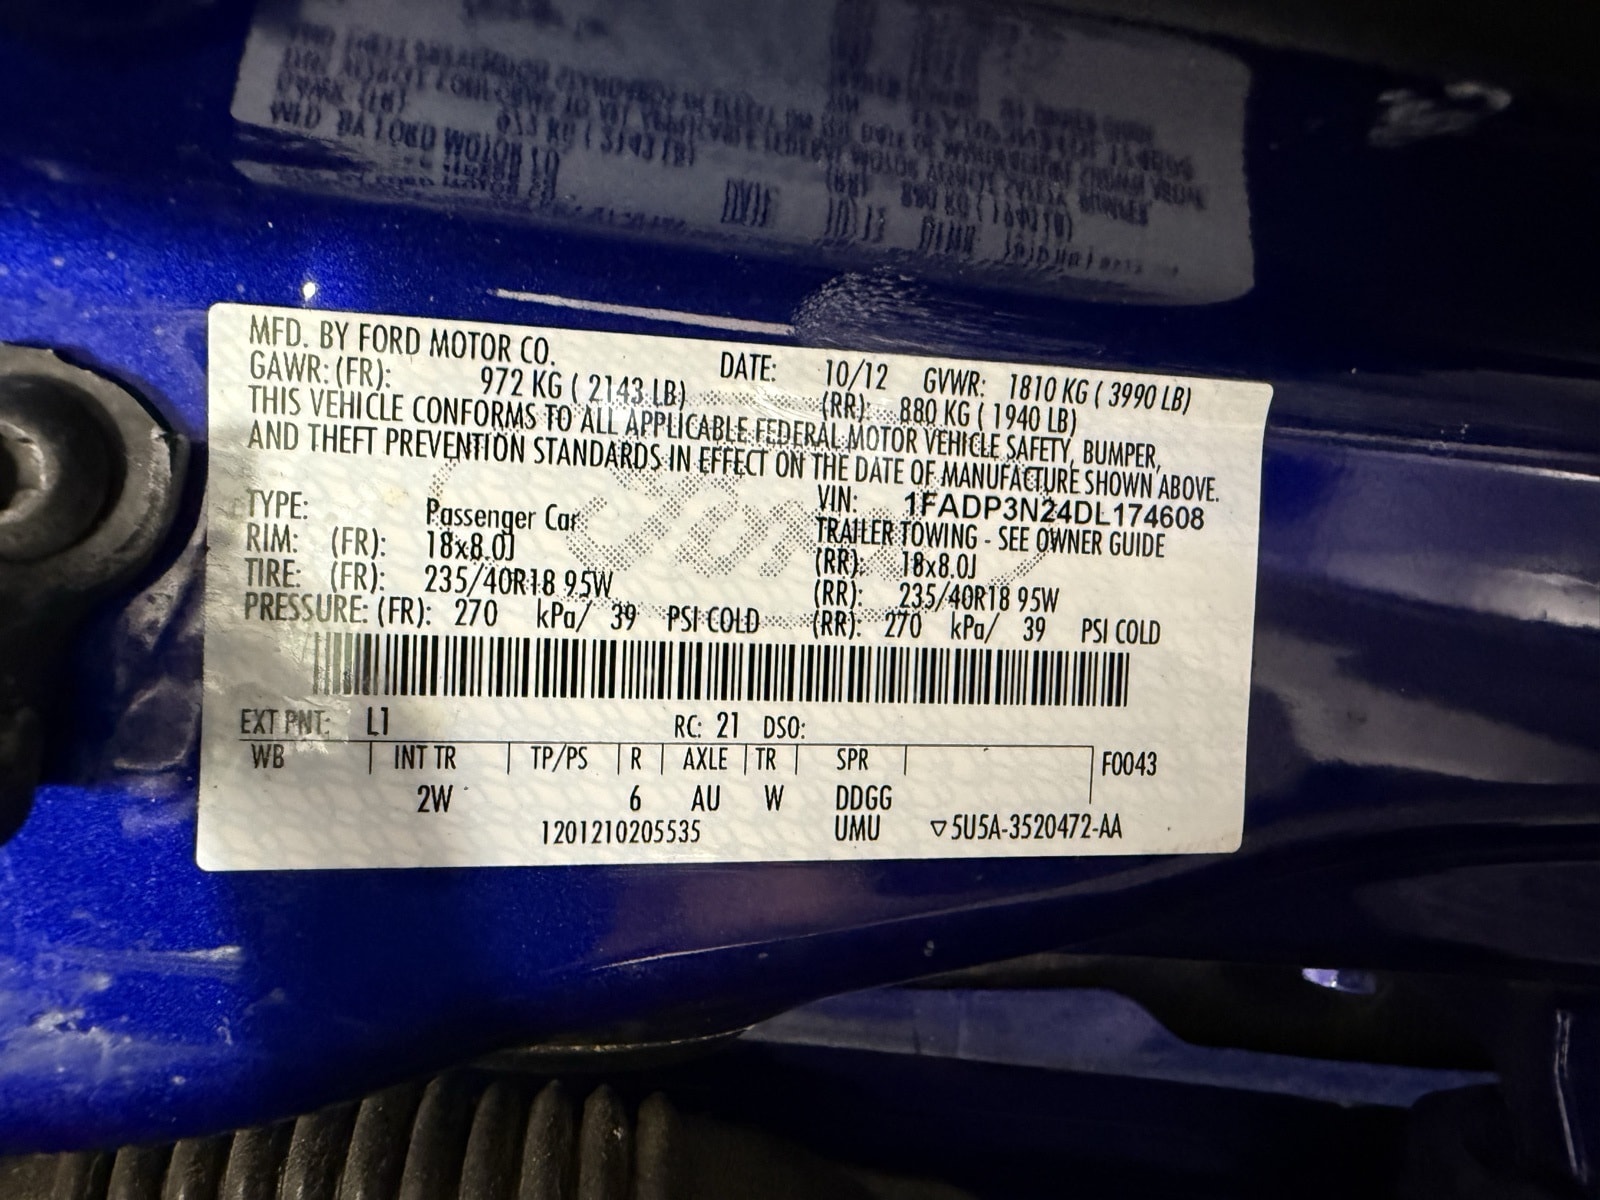 MFD. BY FORD MOTOR CO. DATE: 10/12 GVWR: 1810 KG ( 3990 LB)
GAWR: (FR): 972 KG ( 2143 LB) (RR): 880 KG ( 1940 LB)
THIS VEHICLE CONFORMS TO ALL APPLICABLE FEDERAL MOTOR VEHICLE SAFETY, BUMPER,
AND THEFT PREVENTION STANDARDS IN EFFECT ON THE DATE OF MANUFACTURE SHOWN ABOVE.
VIN: 1FADP3N24DL174608
TYPE: Passenger Car TRAILER TOWING - SEE OWNER GUIDE
RIM: (FR): 18x8.0J (RR): 18x8.0J
TIRE: (FR): 235/40R18 95W (RR): 235/40R18 95W
PRESSURE: (FR): 270 kPa/ 39 PSI COLD (RR): 270 kPa/ 39 PSI COLD
EXT PNT: L1 RC: 21 DSO:
WB INT TR TP/PS R AXLE TR SPR F0043
2W 6 AU W DDGG
1201210205535 UMU ▽5U5A-3520472-AA